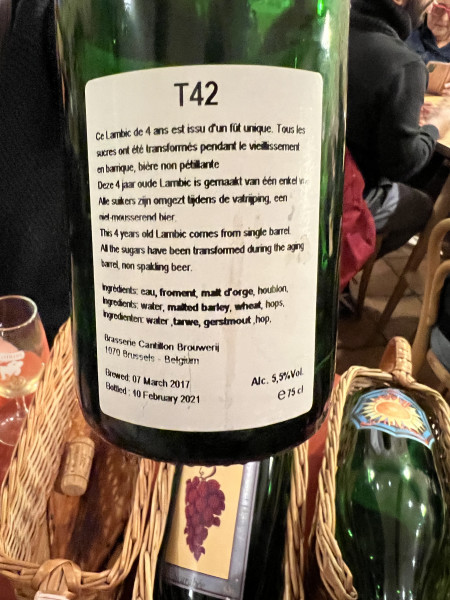 T42
Ce Lambic de 4 ans est issu d'un fût unique. Tous les
sucres ont été transformés pendant le vieillissement
en barrique, bière non pétillante
Deze 4 jaar oude Lambic is gemaakt van één enkel
Alle suikers zijn omgezt tijdens de vatrijping, een
niet-mousserend bier.
This 4 years old Lambic comes from single barrel.
All the sugars have been transformed during the aging
barrel, non spakling beer.
Ingrédients: eau, froment, malt d'orge, houblon.
Ingredients: water, malted barley, wheat, hops,
Ingredienten: water ,tarwe, gerstmout ,hop,
Brasserie Cantillon Brouwerij
1070 Brussels - Belgium
Brewed: 07 March 2017
Alc. 5,5%Vol.
Bottled: 10 February 2021
e 75 cl